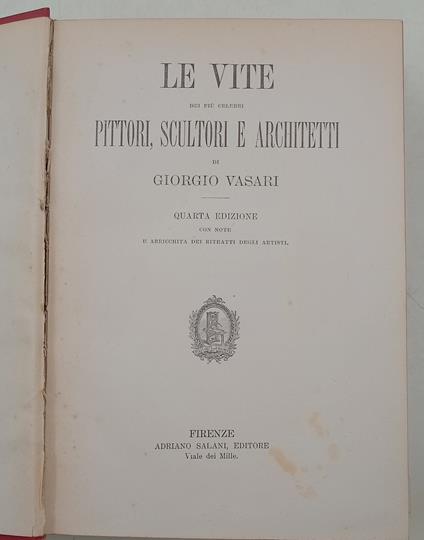 LE VITE
DEI PIÙ CELEBRI
PITTORI, SCULTORI E ARCHITETTI
DI
GIORGIO VASARI
QUARTA EDIZIONE
CON NOTE
E ARRICCHITA DEI RITRATTI DEGLI ARTISTI.
FIRENZE
ADRIANO SALANI, EDITORE
Viale dei Mille.